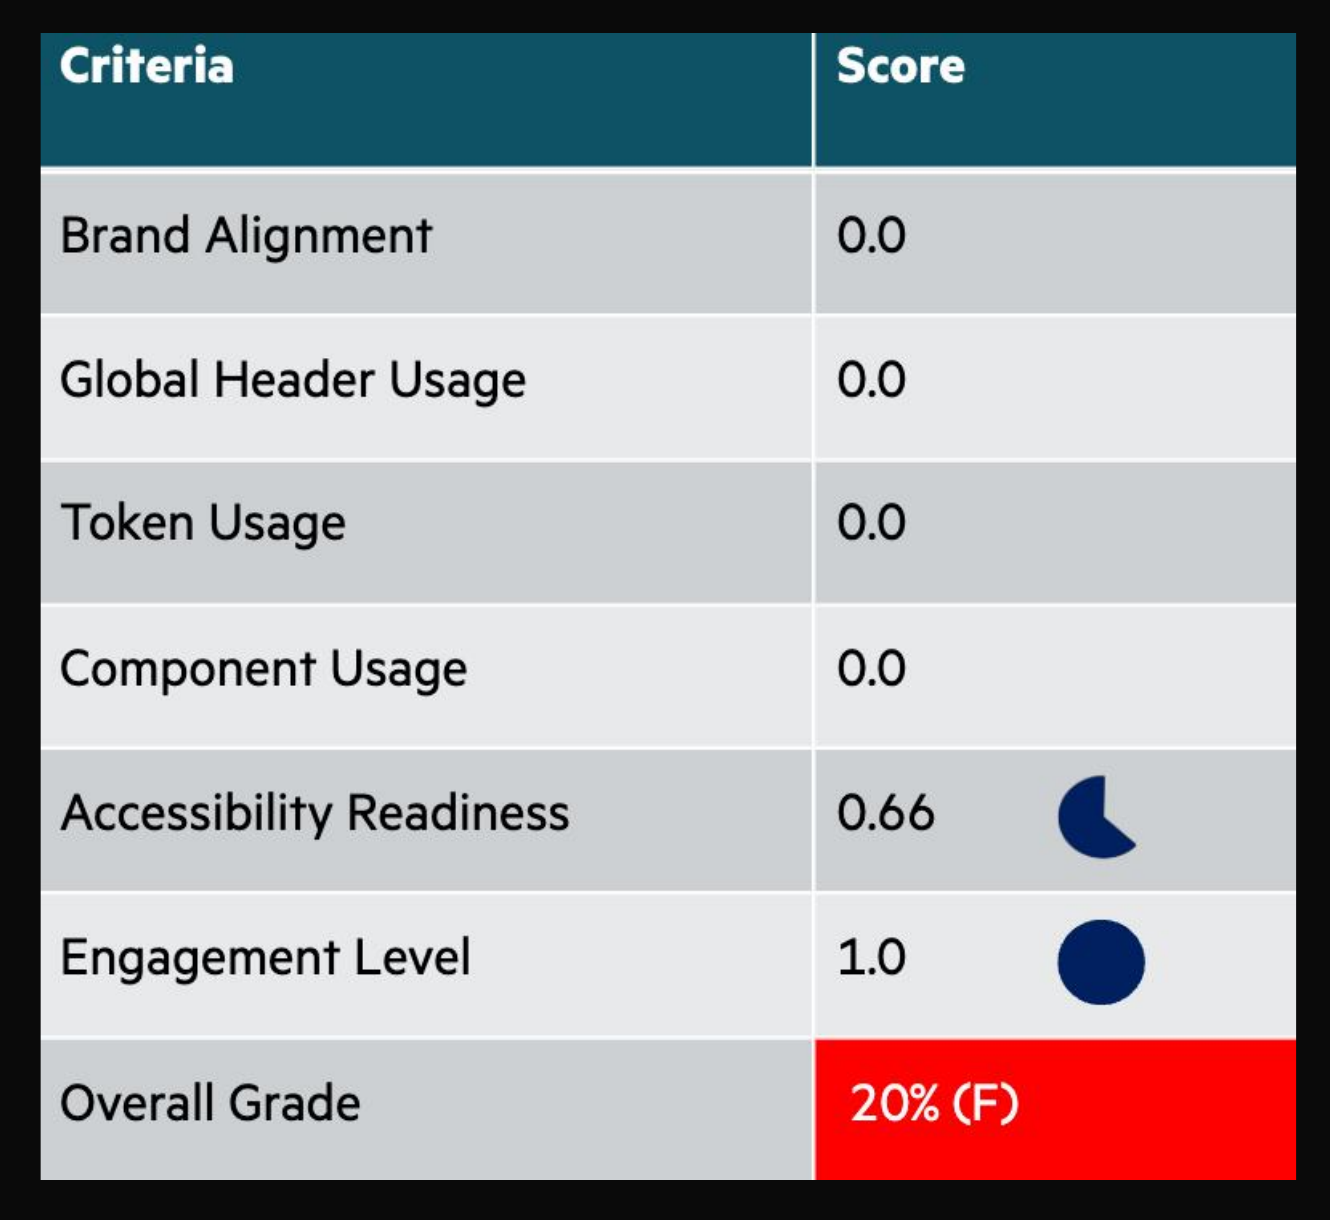 Criteria Score
Brand Alignment 0.0
Global Header Usage 0.0
Token Usage 0.0
Component Usage 0.0
Accessibility Readiness 0.66
Engagement Level 1.0
Overall Grade 20% (F)